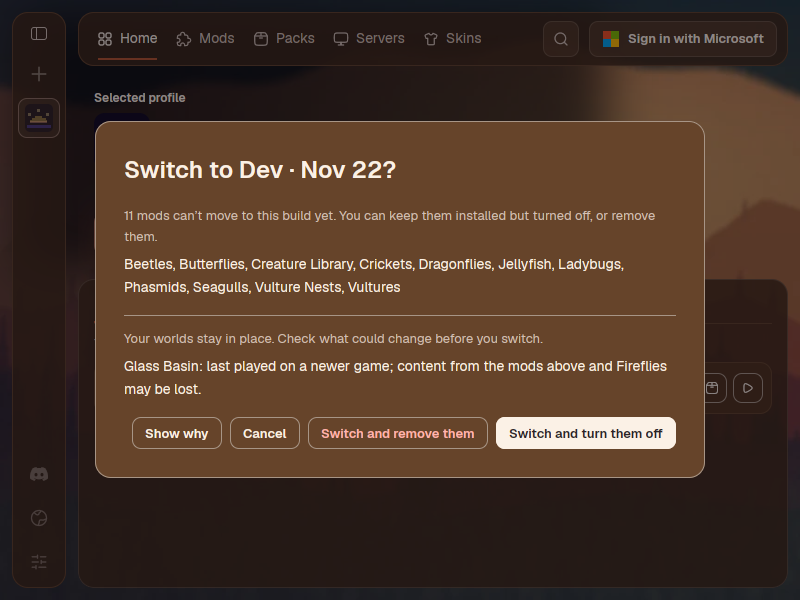 Home
Mods
Packs
Servers
Skins
Sign in with Microsoft
Selected profile
Switch to Dev · Nov 22?
11 mods can’t move to this build yet. You can keep them installed but turned off, or remove
them.
Beetles, Butterflies, Creature Library, Crickets, Dragonflies, Jellyfish, Ladybugs,
Phasmids, Seagulls, Vulture Nests, Vultures
Your worlds stay in place. Check what could change before you switch.
Glass Basin: last played on a newer game; content from the mods above and Fireflies
may be lost.
Show why
Cancel
Switch and remove them
Switch and turn them off